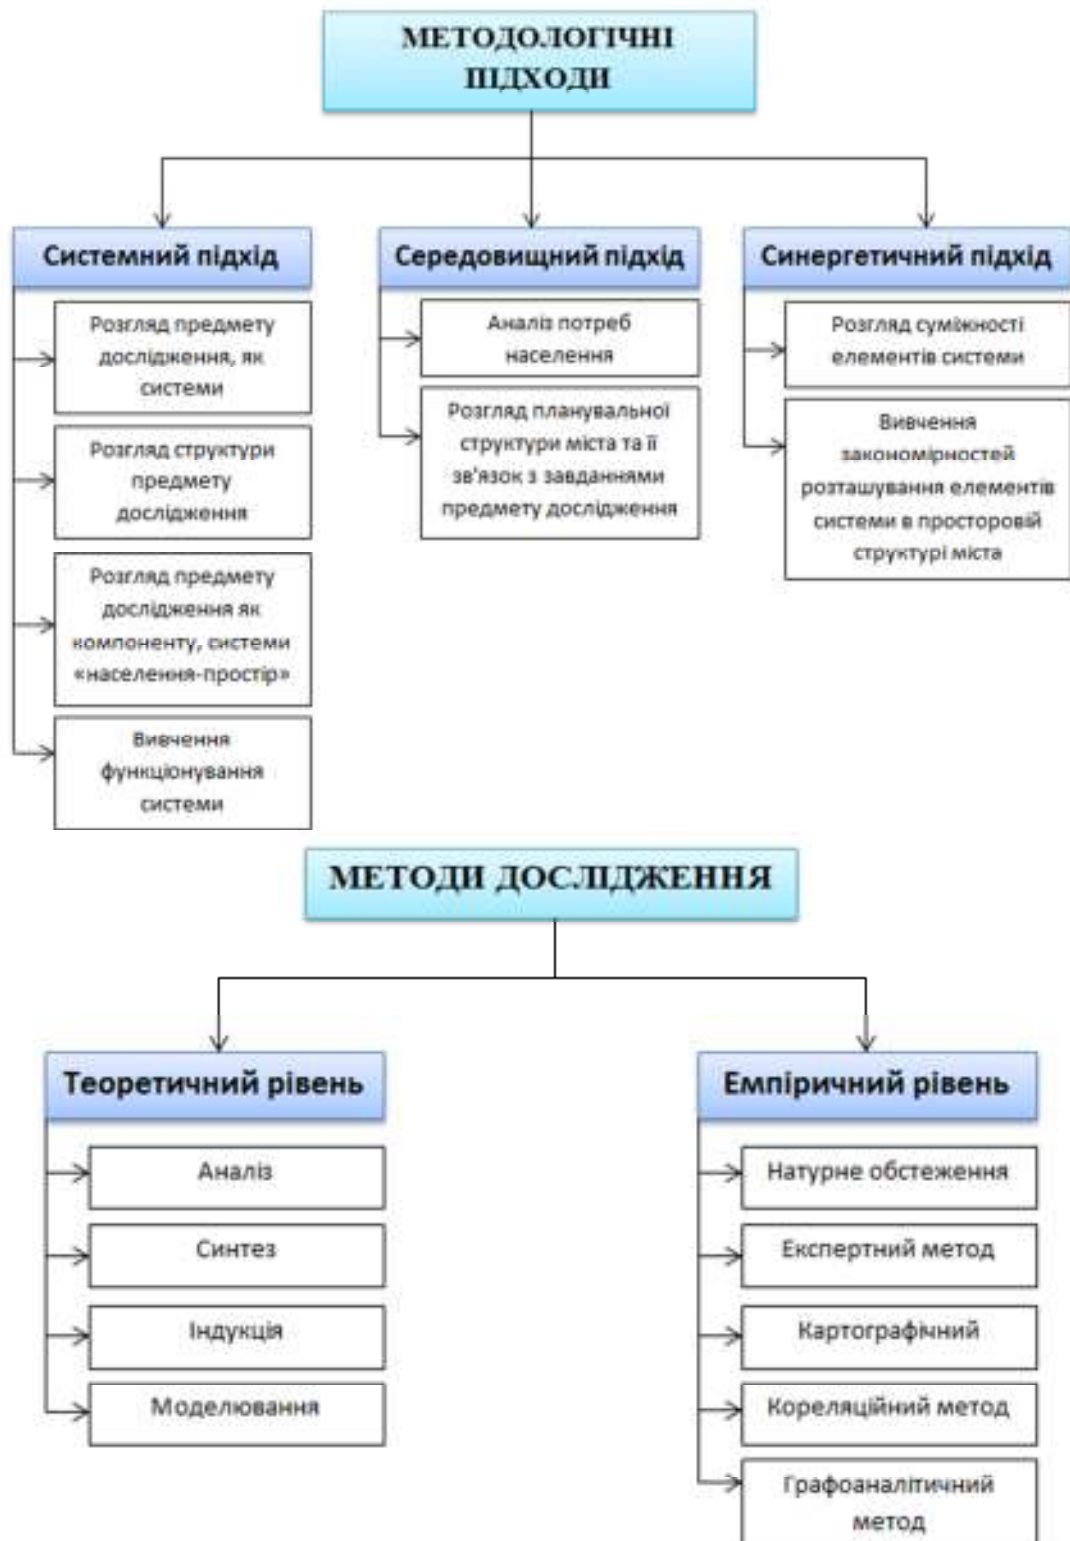 МЕТОДОЛОГІЧНІ
ПІДХОДИ
Системний підхід
Розгляд предмету
дослідження, як
системи
Розгляд структури
предмету
дослідження
Розгляд предмету
дослідження як
компоненту, системи
«населення-простір»
Вивчення
функціонування
системи
Середовищний підхід
Аналіз потреб
населення
Розгляд планувальної
структури міста та її
зв'язок з завданнями
предмету дослідження
Синергетичний підхід
Розгляд суміжності
елементів системи
Вивчення
закономірностей
розташування елементів
системи в просторовій
структурі міста
МЕТОДИ ДОСЛІДЖЕННЯ
Теоретичний рівень
Аналіз
Синтез
Індукція
Моделювання
Емпіричний рівень
Натурне обстеження
Експертний метод
Картографічний
Кореляційний метод
Графоаналітичний
метод